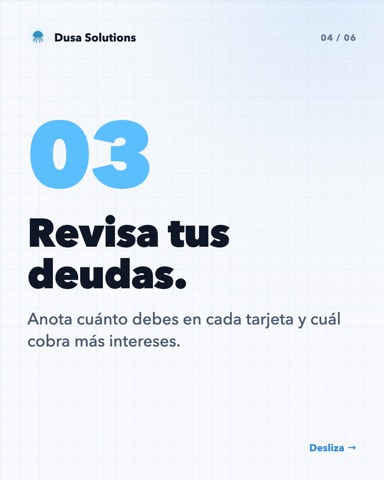 Dusa Solutions
04 / 06
03
Revisa tus
deudas.
Anota cuánto debes en cada tarjeta y cuál
cobra más intereses.
Desliza →